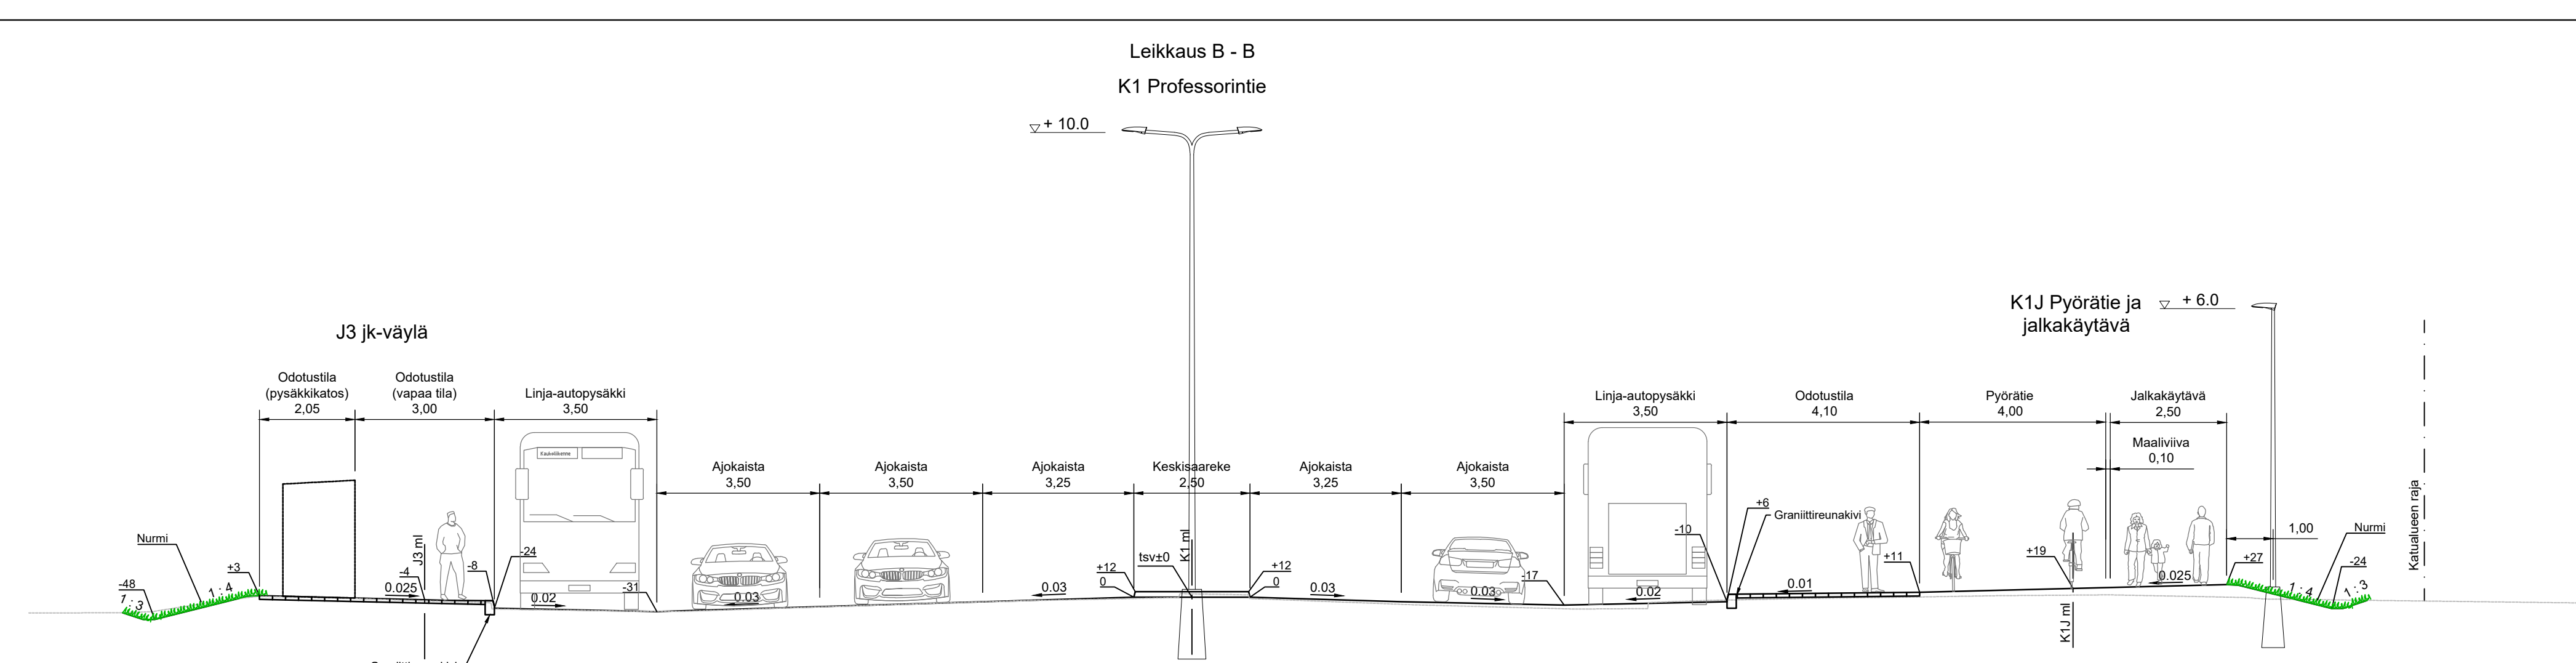 Leikkaus B - B
K1 Professorintie
+ 10.0
K1J Pyörätie ja
jalkakäytävä
+ 6.0
J3 jk-väylä
Odotustila
(pysäkkikatos)
2,05
Odotustila
(vapaa tila)
3,00
Linja-autopysäkki
3,50
Ajokaista
3,50
Ajokaista
3,50
Ajokaista
3,25
Keskisaareke
2,50
Ajokaista
3,25
Ajokaista
3,50
Linja-autopysäkki
3,50
Odotustila
4,10
Pyörätie
4,00
Jalkakäytävä
2,50
Maaliviiva
0,10
Katualueen raja
Nurmi
-48
1 : 3
1 : 4
+3
J3 ml
-4
0.025
-8
-24
0.02
-31
0.03
0.03
+12
0
tsv±0
K1 ml
+12
0
0.03
0.03
-17
0.02
-10
+6
Graniittireunakivi
0.01
+11
+19
K1J ml
0.025
+27
1,00
Nurmi
-24
1 : 4
1 : 3